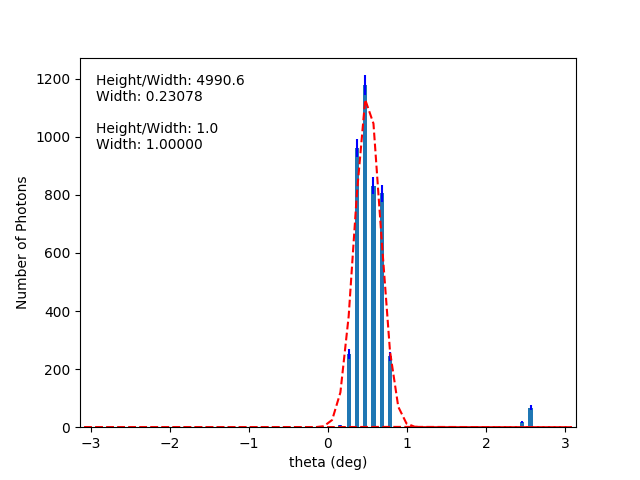 Height/Width: 4990.6
Width: 0.23078
Height/Width: 1.0
Width: 1.00000
1200
1000
800
600
400
200
0
Number of Photons
−3
−2
−1
0
1
2
3
theta (deg)